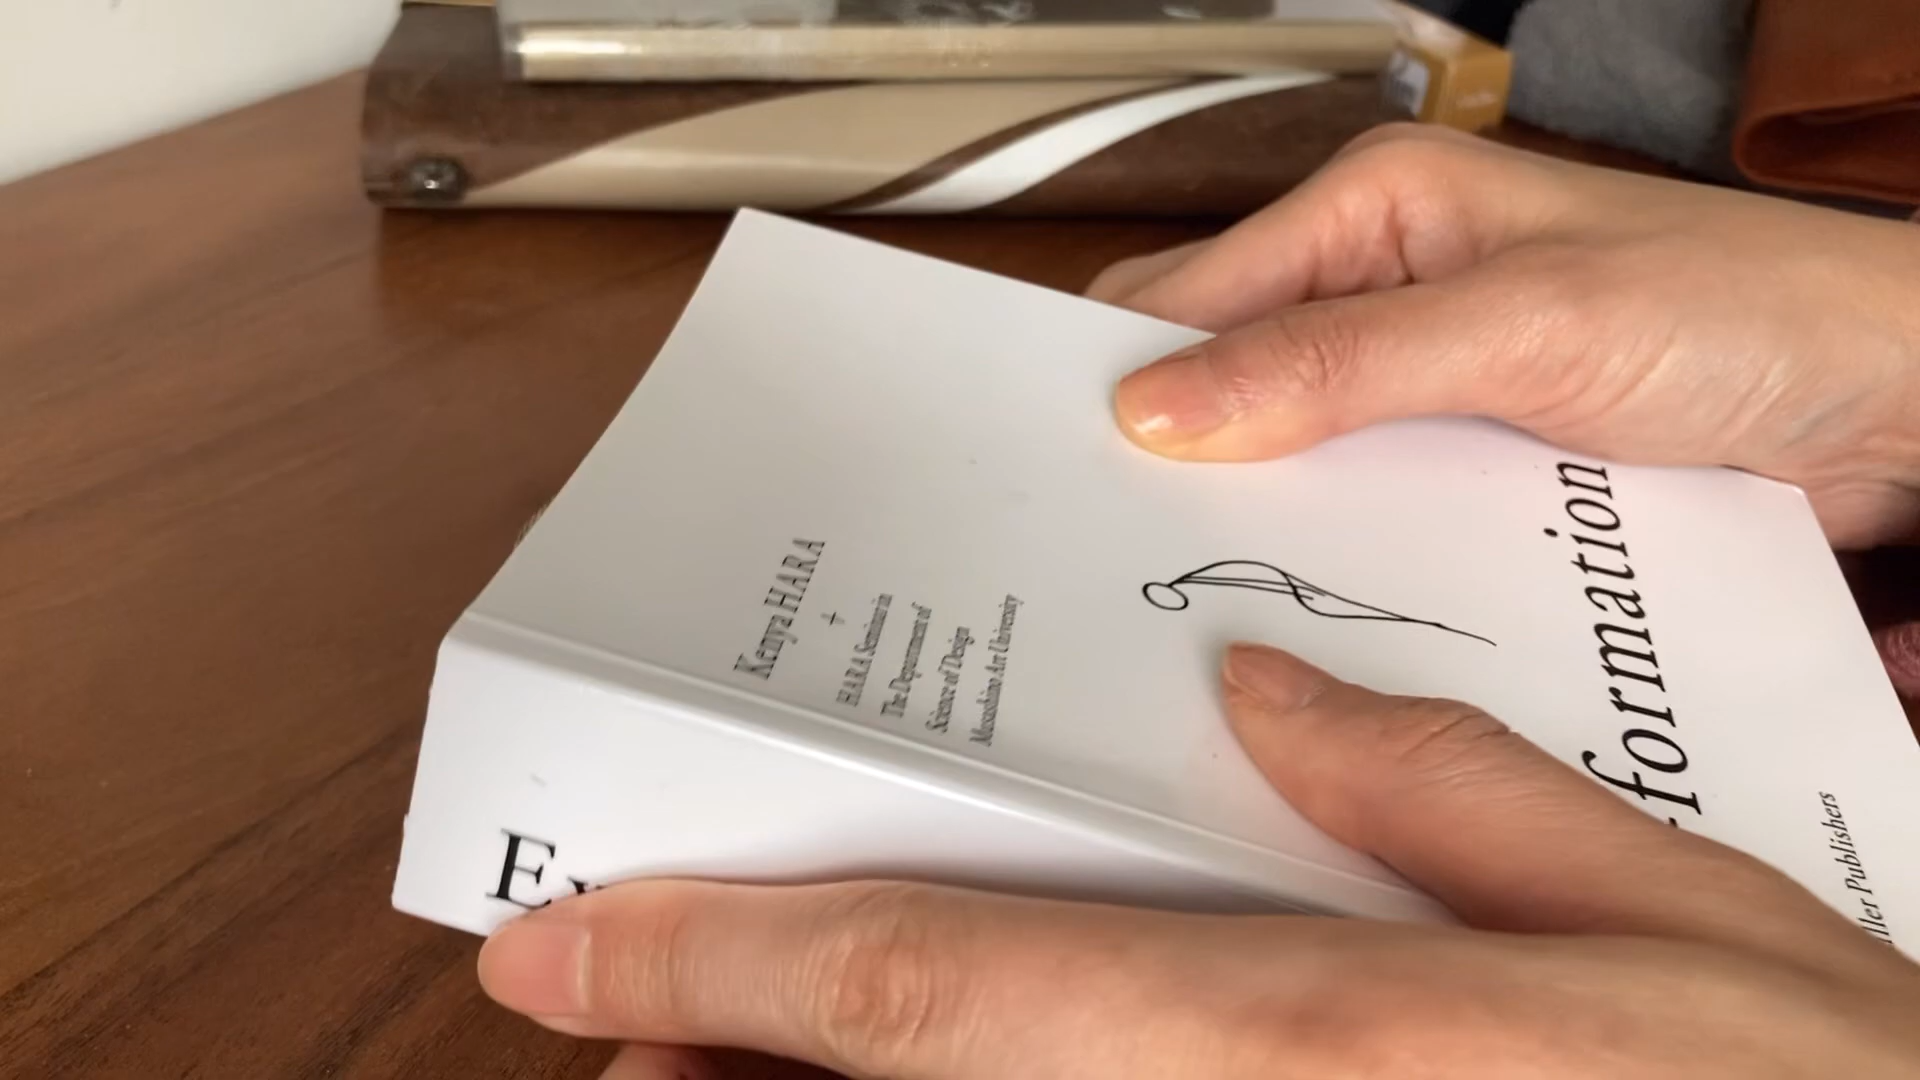 Kenya HARA
+
HARA Seminar in
The Department of
Science of Design
Musashino Art University
-formation
ller Publishers
Ex